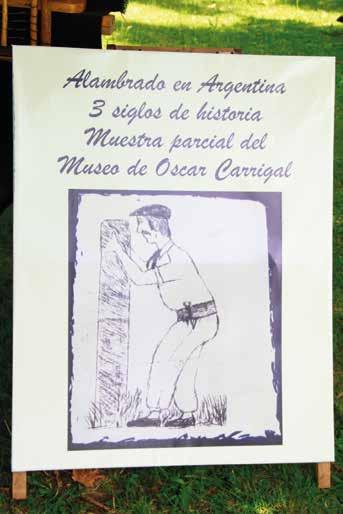 Alambrado en Argentina
3 siglos de historia
Muestra parcial del
Museo de Oscar Carrigal